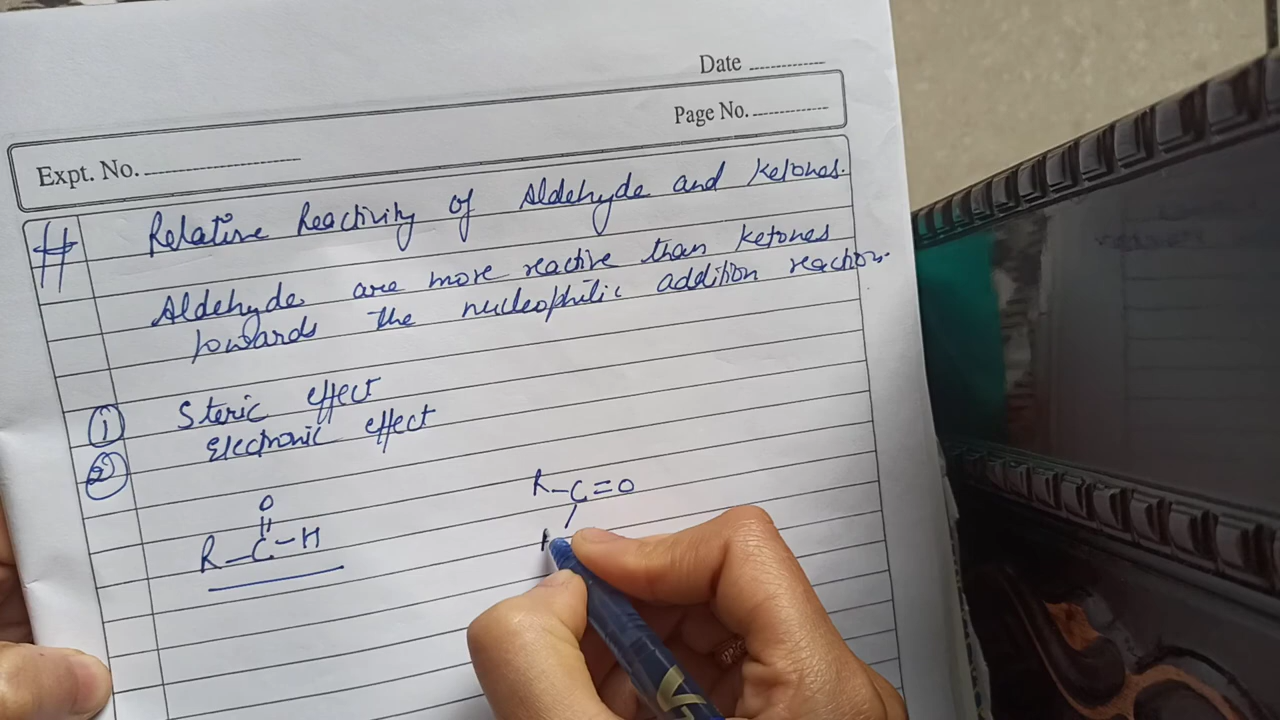 Date
Page No.
Expt. No.
# Relative Reactivity of Aldehyde and Ketones.
Aldehyde are more reactive than ketones
towards the nucleophilic addition reaction.
① Steric effect
② Electronic effect
O
||
R-C-H
R-C=O